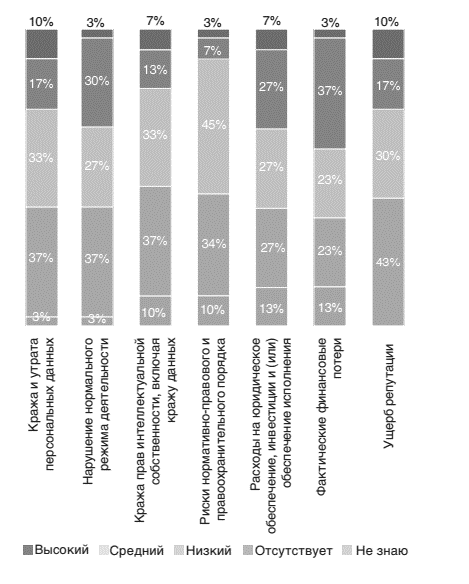 10% 3% 7% 3% 7% 3% 10%
17% 30% 13% 7% 27% 37% 17%
33% 27% 33% 45% 27% 23% 30%
37% 37% 37% 34% 27% 23% 43%
3% 3% 10% 10% 13% 13%
Кража и утрата
персональных данных
Нарушение нормального
режима деятельности
Кража прав интеллектуальной
собственности, включая
кражу данных
Риски нормативно-правового и
правоохранительного порядка
Расходы на юридическое
обеспечение, инвестиции и (или)
обеспечение исполнения
Фактические финансовые
потери
Ущерб репутации
Высокий Средний Низкий Отсутствует Не знаю